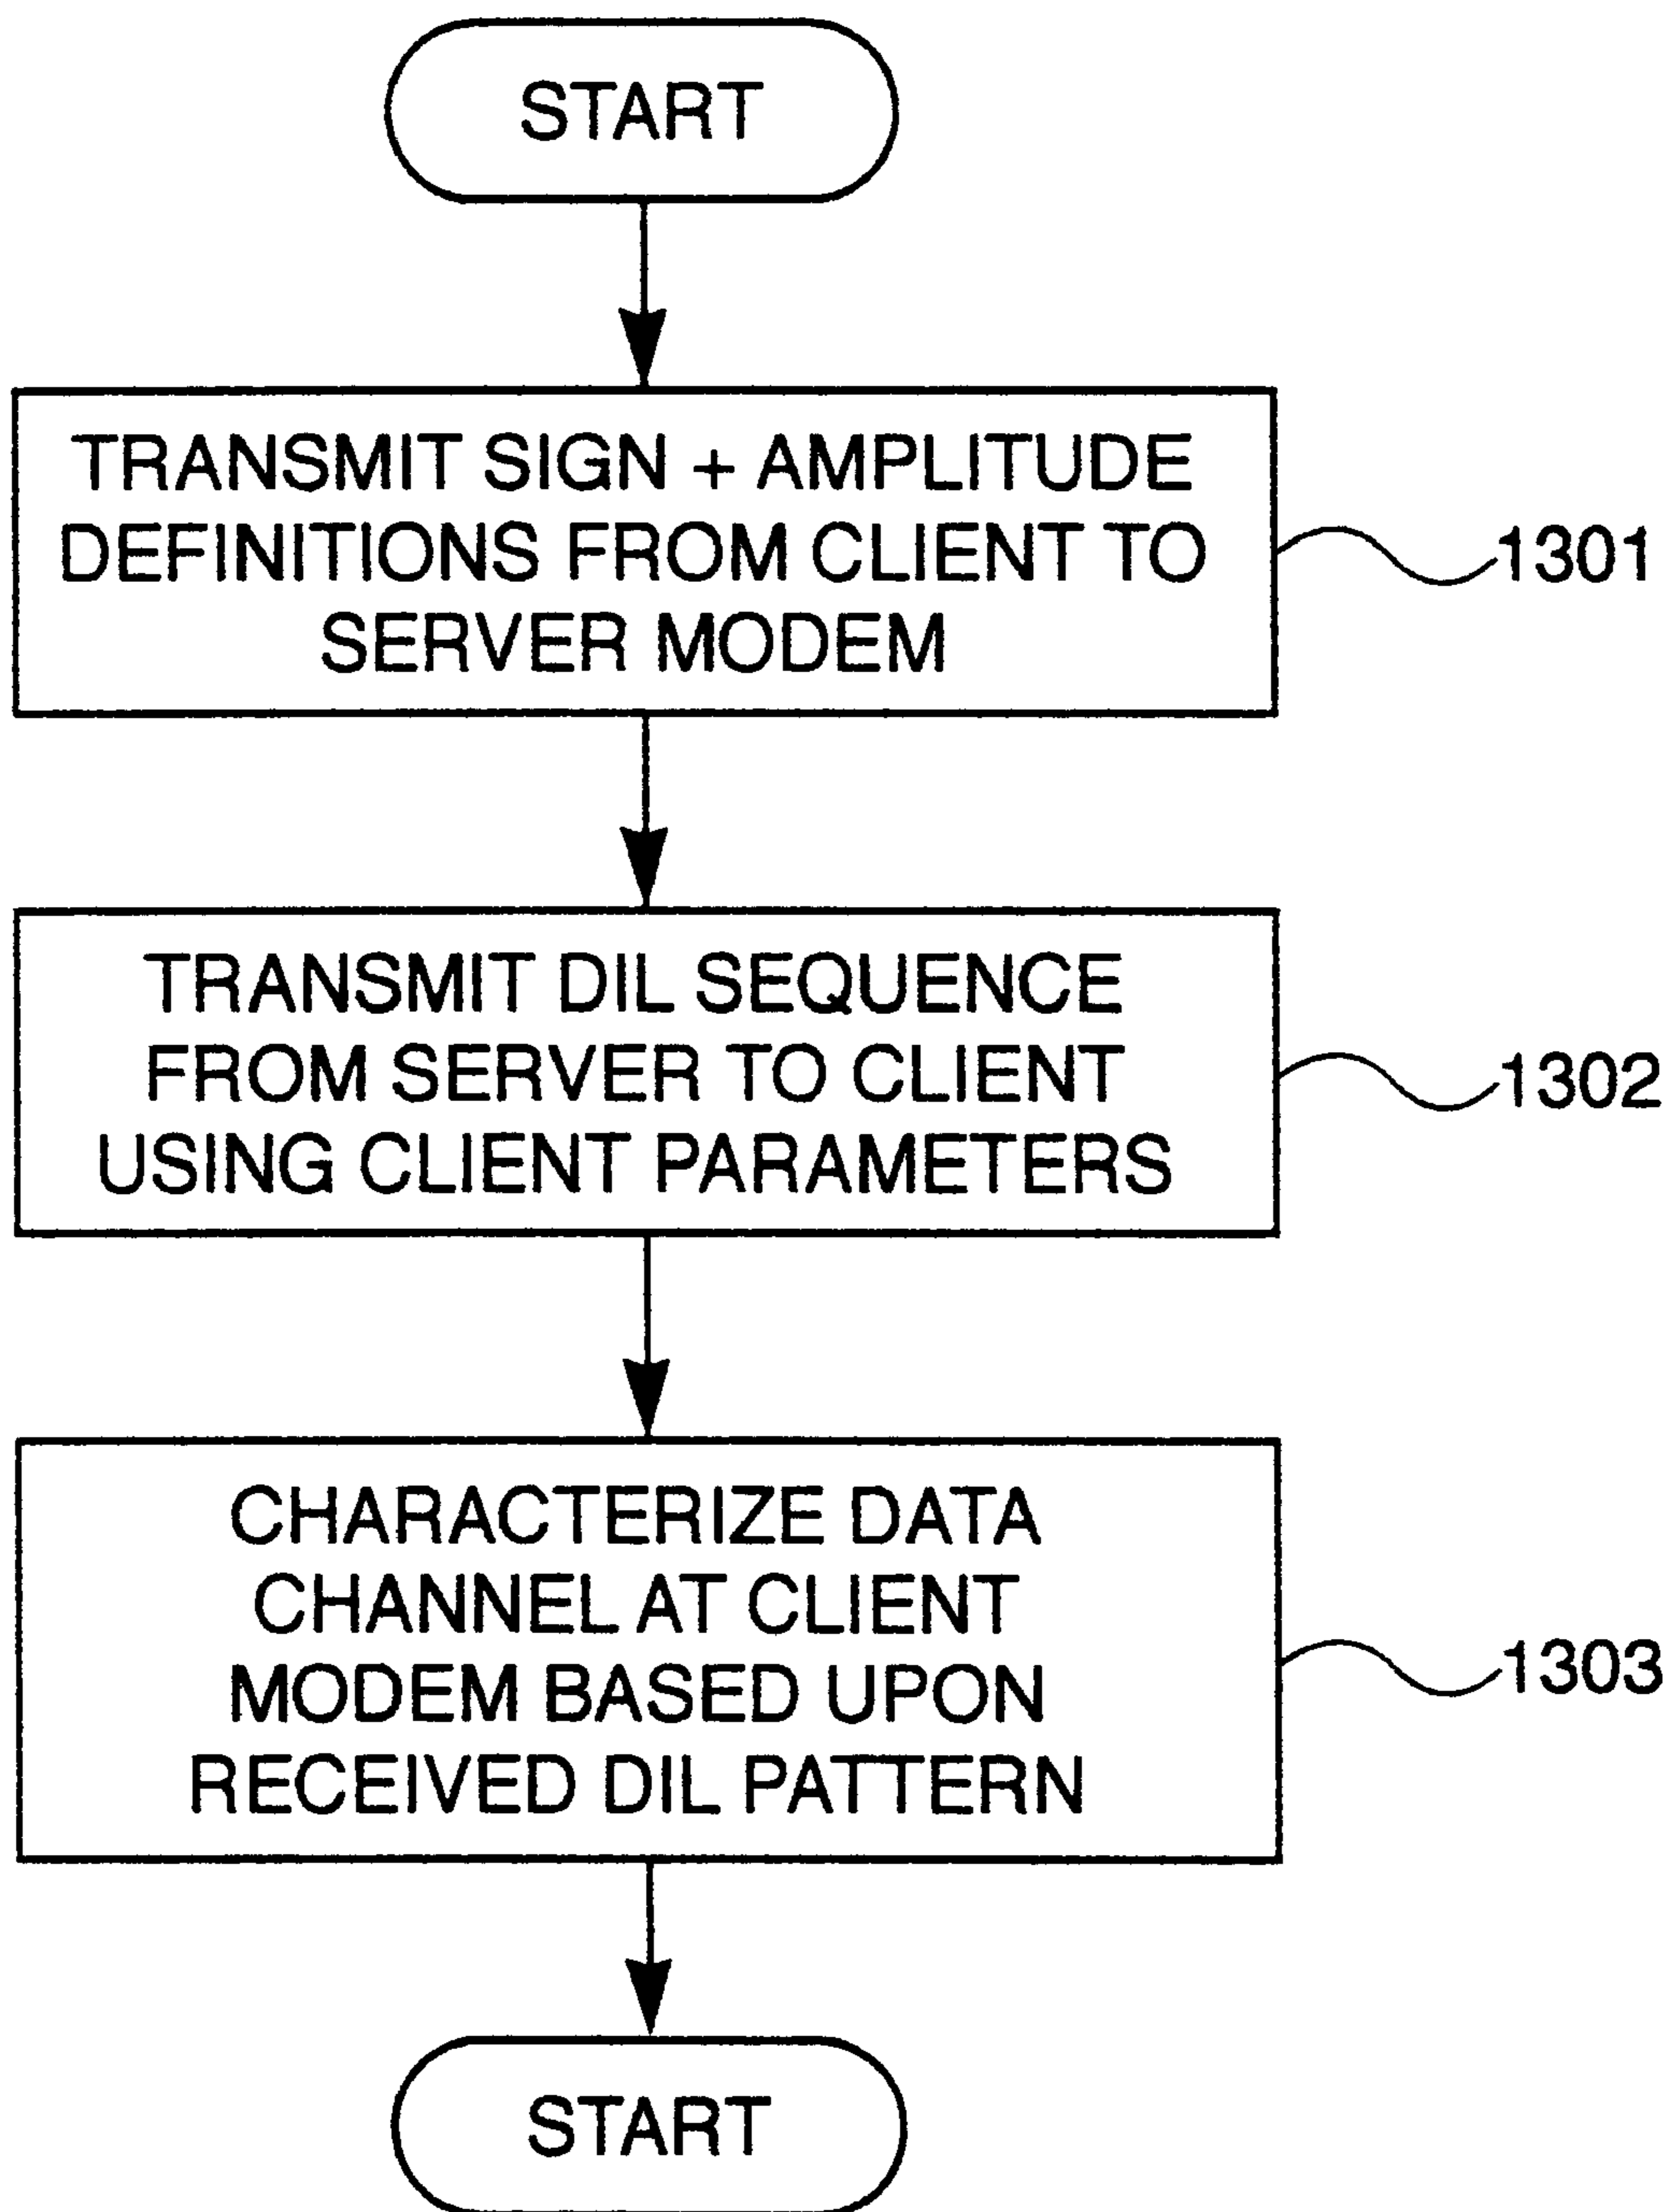 START
TRANSMIT SIGN + AMPLITUDE
DEFINITIONS FROM CLIENT TO
SERVER MODEM
1301
TRANSMIT DIL SEQUENCE
FROM SERVER TO CLIENT
USING CLIENT PARAMETERS
1302
CHARACTERIZE DATA
CHANNEL AT CLIENT
MODEM BASED UPON
RECEIVED DIL PATTERN
1303
START